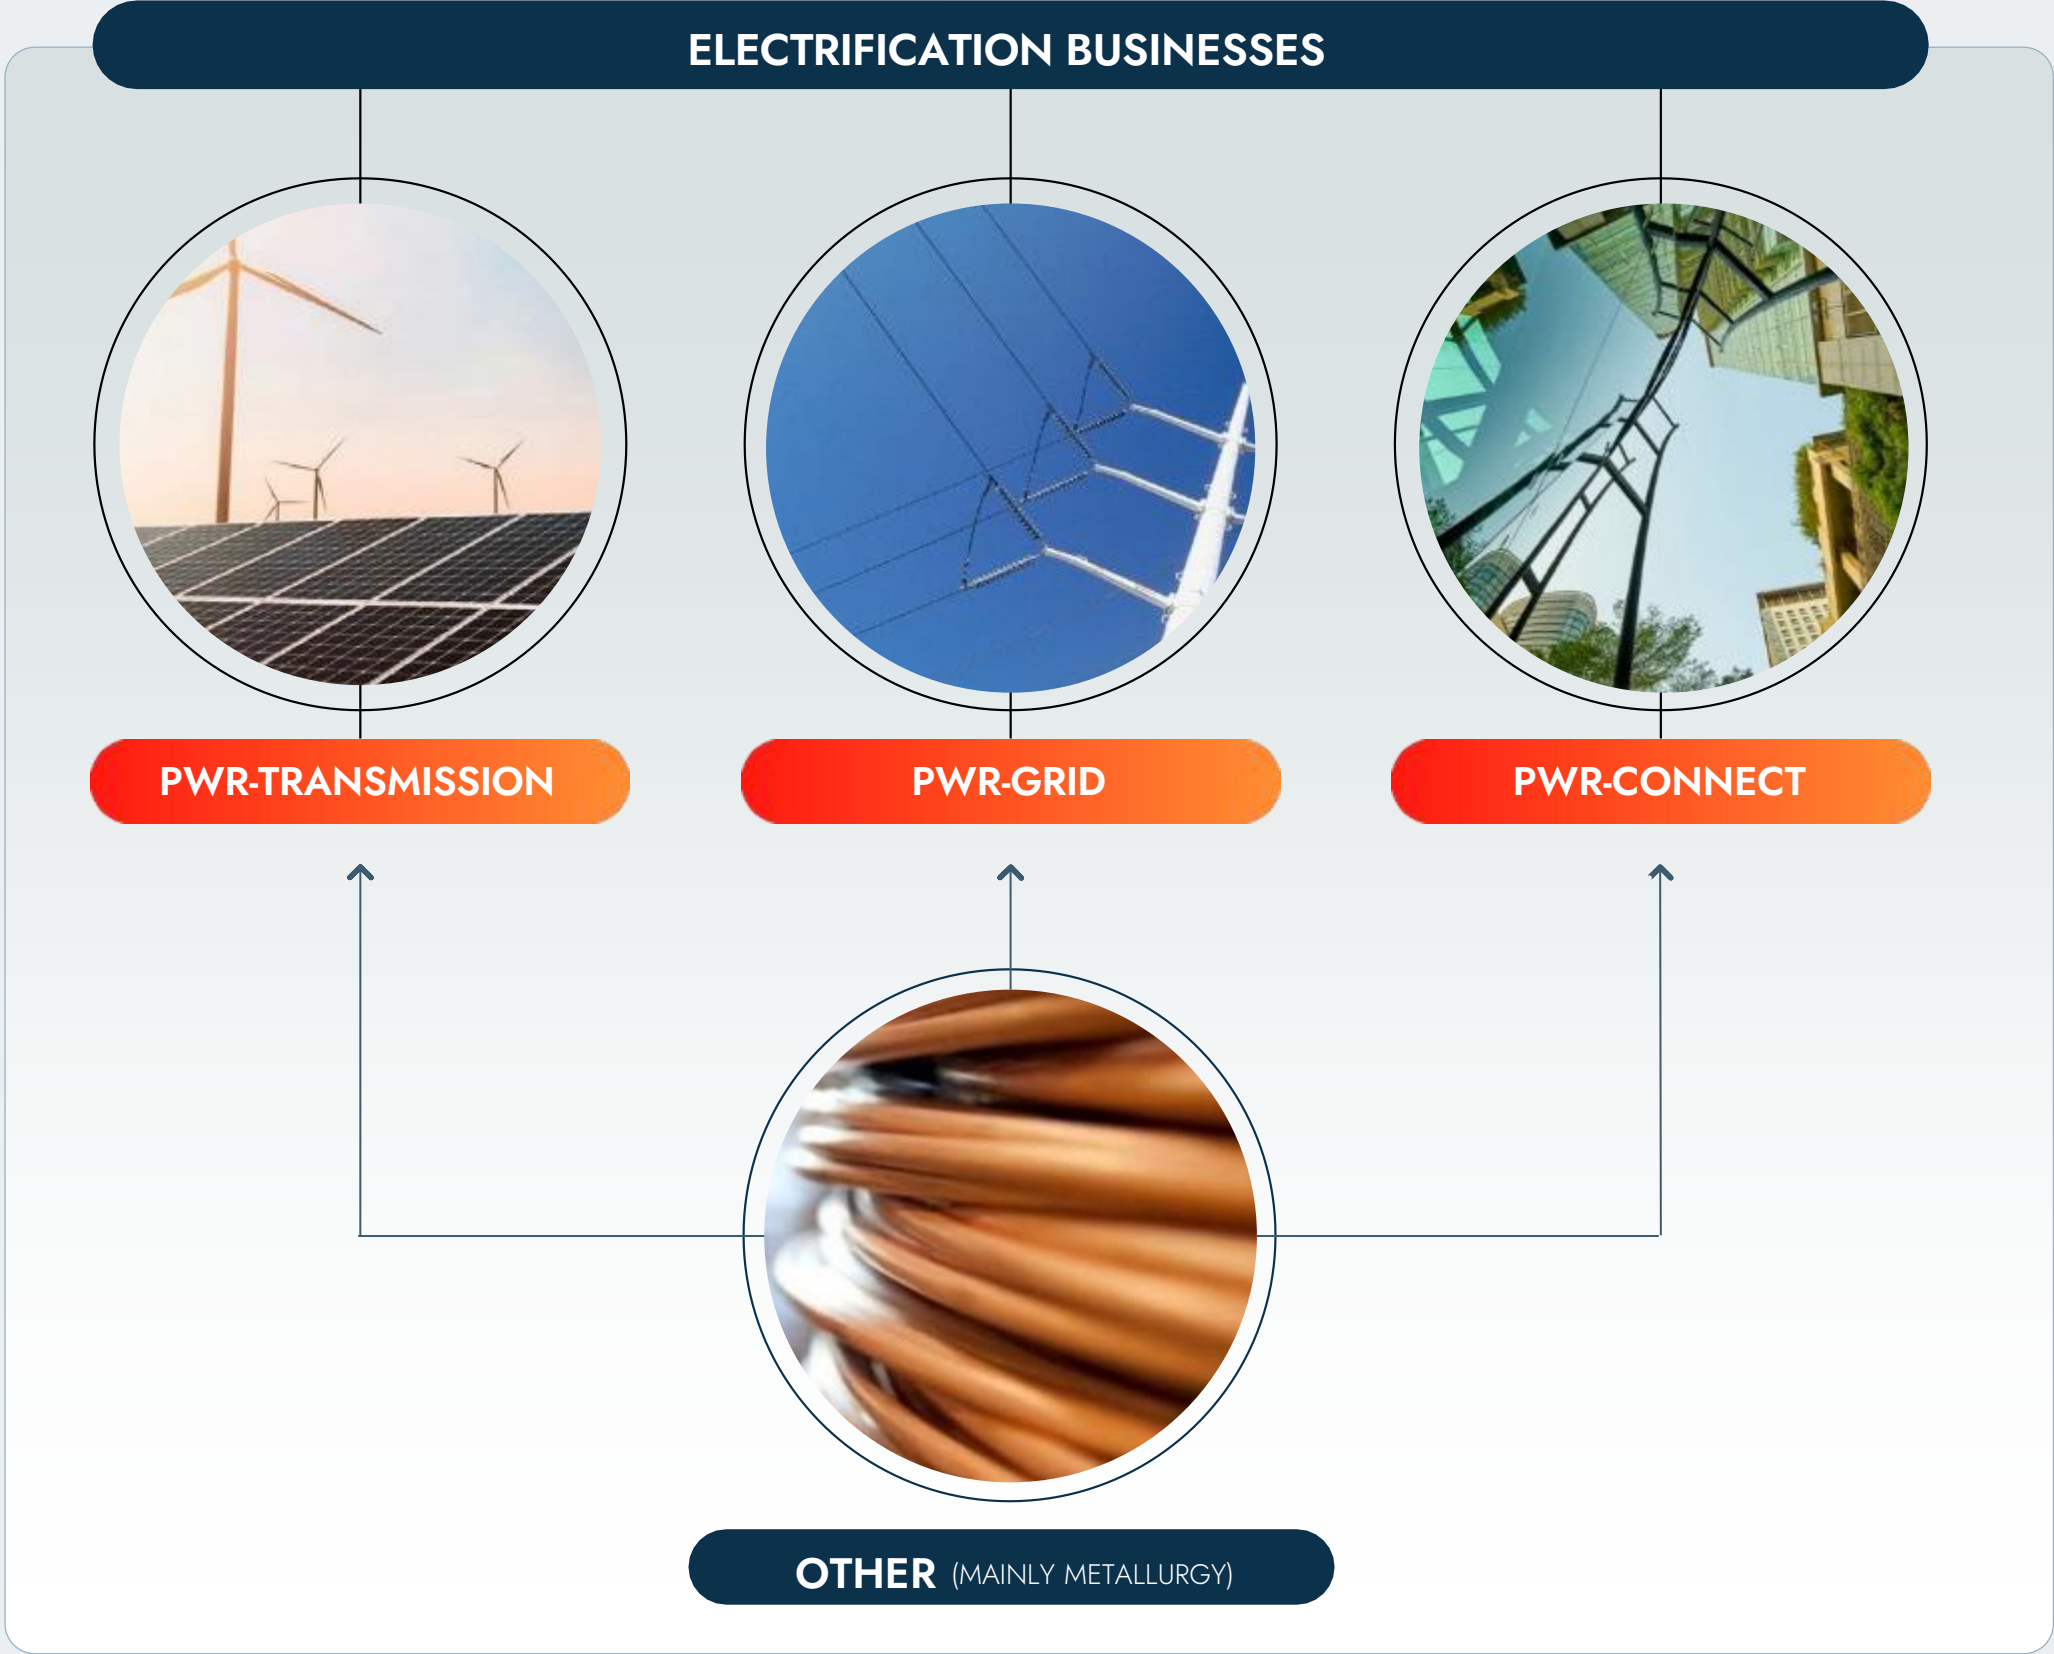 ELECTRIFICATION BUSINESSES
PWR-TRANSMISSION
PWR-GRID
PWR-CONNECT
OTHER (MAINLY METALLURGY)